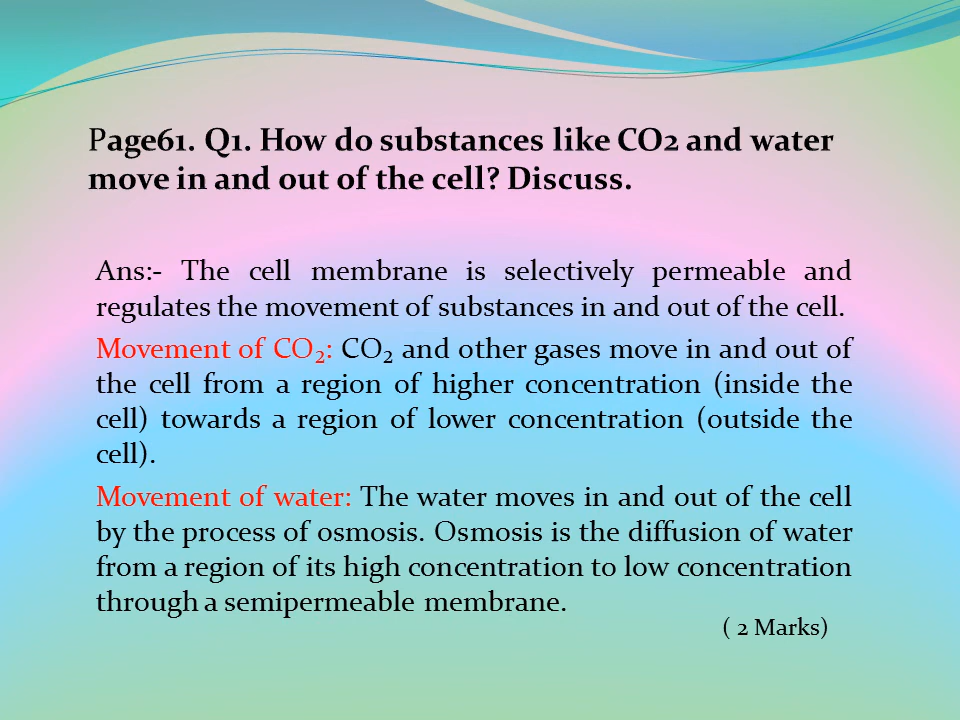 Page61. Q1. How do substances like CO2 and water
move in and out of the cell? Discuss.
Ans:- The cell membrane is selectively permeable and
regulates the movement of substances in and out of the cell.
Movement of CO₂: CO₂ and other gases move in and out of
the cell from a region of higher concentration (inside the
cell) towards a region of lower concentration (outside the
cell).
Movement of water: The water moves in and out of the cell
by the process of osmosis. Osmosis is the diffusion of water
from a region of its high concentration to low concentration
through a semipermeable membrane.
( 2 Marks)